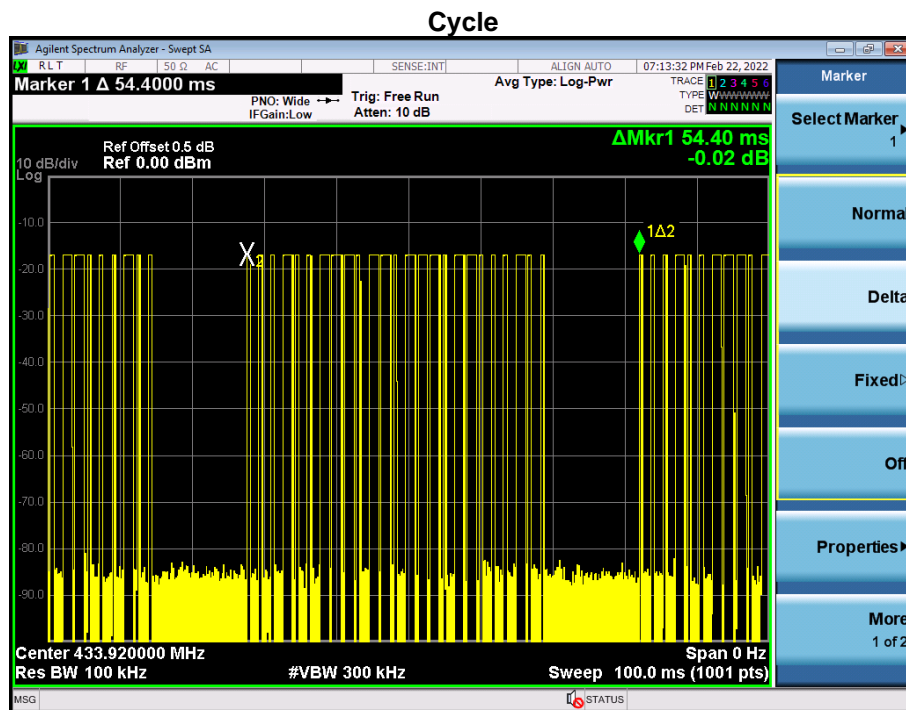 Cycle
Agilent Spectrum Analyzer - Swept SA
LXI RLT RF 50 Ω AC SENSE:INT ALIGN AUTO 07:13:32 PM Feb 22, 2022
Marker 1 Δ 54.4000 ms
PNO: Wide
IFGain:Low
Trig: Free Run
Atten: 10 dB
Avg Type: Log-Pwr
TRACE 1 2 3 4 5 6
TYPE WWWWWW
DET N N N N N N
Marker
Select Marker
1
ΔMkr1 54.40 ms
-0.02 dB
Ref Offset 0.5 dB
10 dB/div Ref 0.00 dBm
Log
-10.0
-20.0
-30.0
-40.0
-50.0
-60.0
-70.0
-80.0
-90.0
X2
1Δ2
Normal
Delta
Fixed
Off
Properties
More
1 of 2
Center 433.920000 MHz Span 0 Hz
Res BW 100 kHz #VBW 300 kHz Sweep 100.0 ms (1001 pts)
MSG STATUS